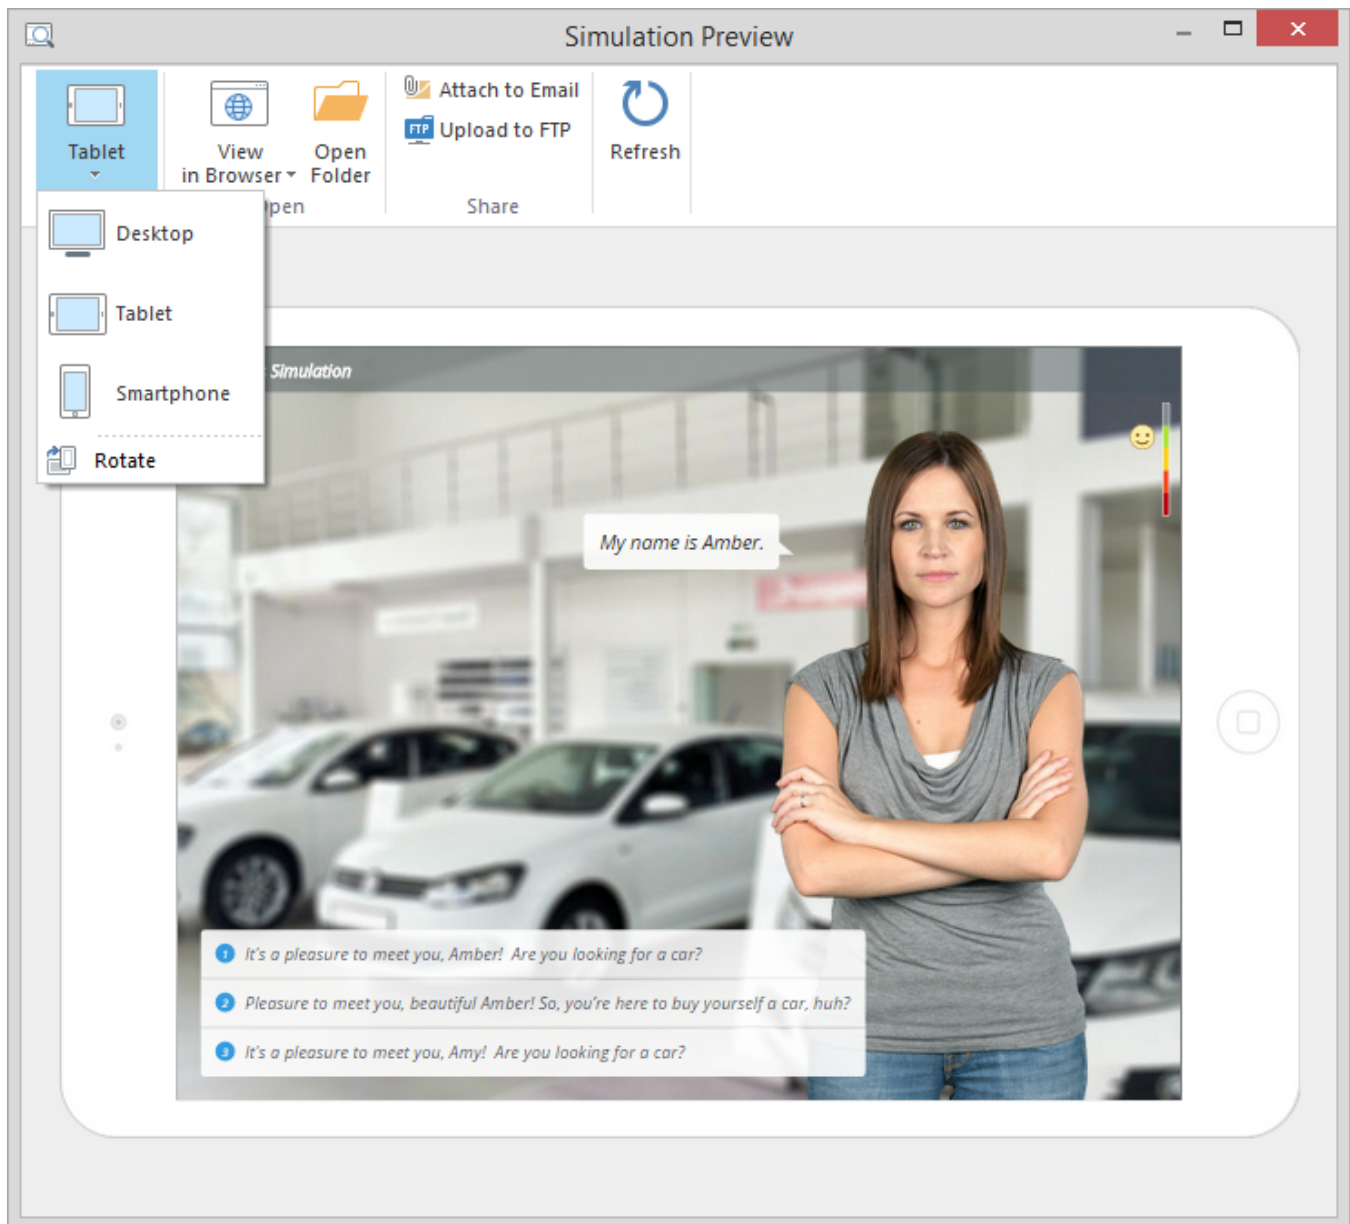 Simulation Preview
Tablet
View
in Browser
Open
Folder
Attach to Email
Upload to FTP
FTP
Refresh
Share
Desktop
Tablet
Smartphone
Rotate
Simulation
My name is Amber.
1 It's a pleasure to meet you, Amber! Are you looking for a car?
2 Pleasure to meet you, beautiful Amber! So, you're here to buy yourself a car, huh?
3 It's a pleasure to meet you, Amy! Are you looking for a car?